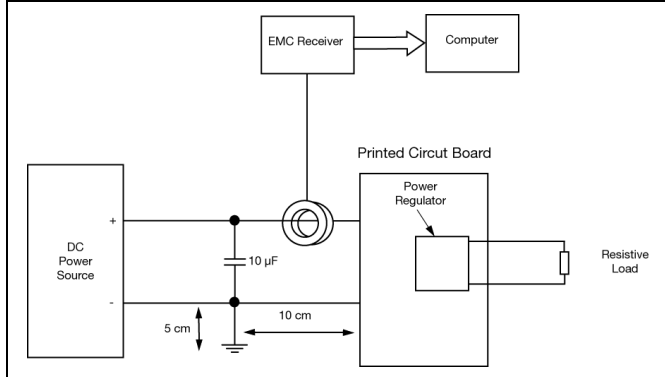 EMC Receiver
Computer
Printed Circut Board
Power
Regulator
+
DC
Power
Source
10 µF
Resistive
Load
-
5 cm
10 cm